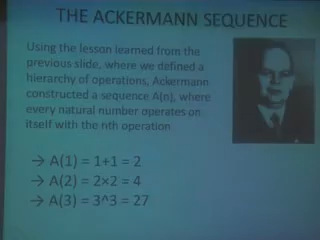 THE ACKERMANN SEQUENCE
Using the lesson learned from the
previous slide, where we defined a
hierarchy of operations, Ackermann
constructed a sequence A(n), where
every natural number operates on
itself with the nth operation
→ A(1) = 1+1 = 2
→ A(2) = 2×2 = 4
→ A(3) = 3^3 = 27